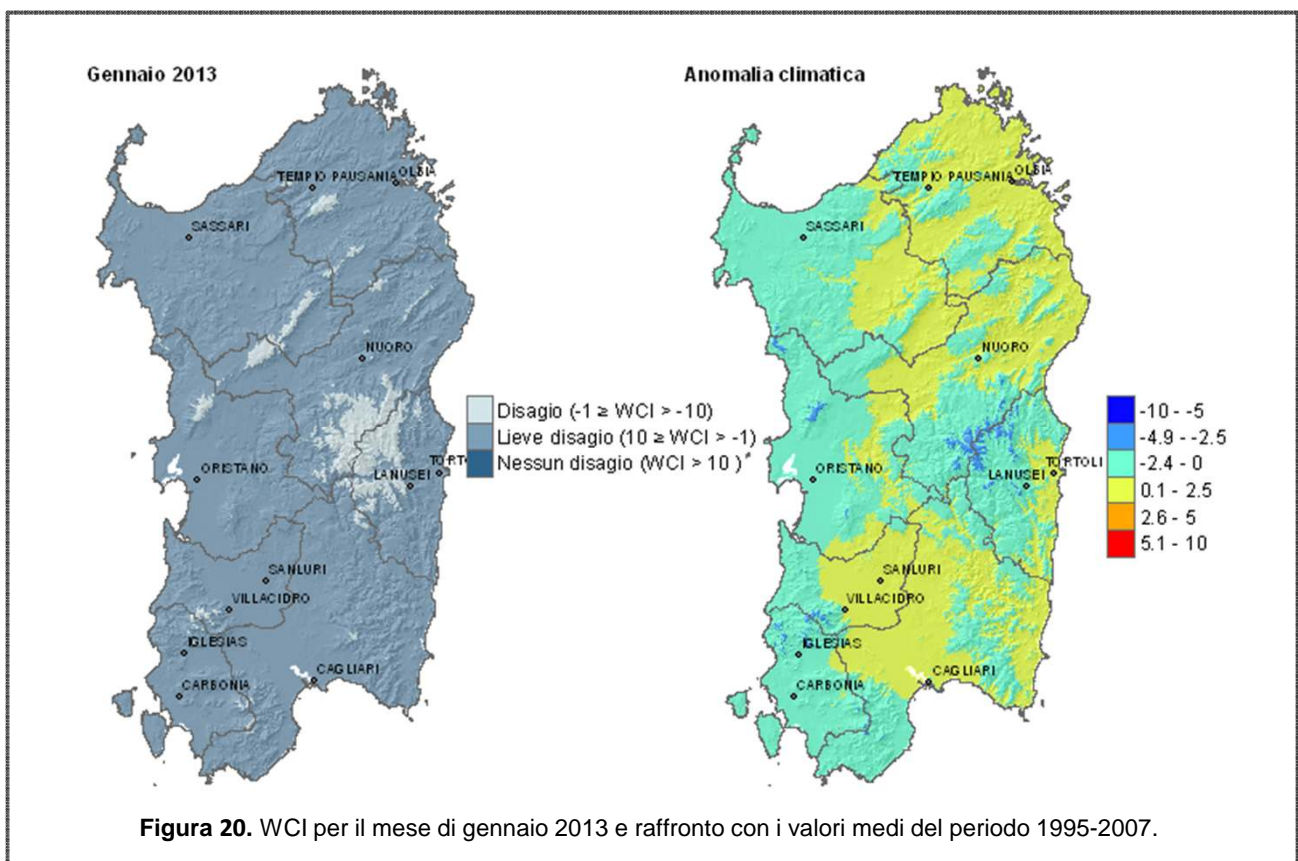 Gennaio 2013
Anomalia climatica
TEMPIO PAUSANIA
OLBIA
SASSARI
NUORO
ORISTANO
LANUSEI
TORTOLI
SANLURI
VILLACIDRO
IGLESIAS
CAGLIARI
CARBONIA
Disagio (-1 ≥ WCI > -10)
Lieve disagio (10 ≥ WCI > -1)
Nessun disagio (WCI > 10 )
TEMPIO PAUSANIA
OLBIA
SASSARI
NUORO
ORISTANO
LANUSEI
TORTOLI
SANLURI
VILLACIDRO
IGLESIAS
CAGLIARI
CARBONIA
-10 - -5
-4.9 - -2.5
-2.4 - 0
0.1 - 2.5
2.6 - 5
5.1 - 10
Figura 20. WCI per il mese di gennaio 2013 e raffronto con i valori medi del periodo 1995-2007.